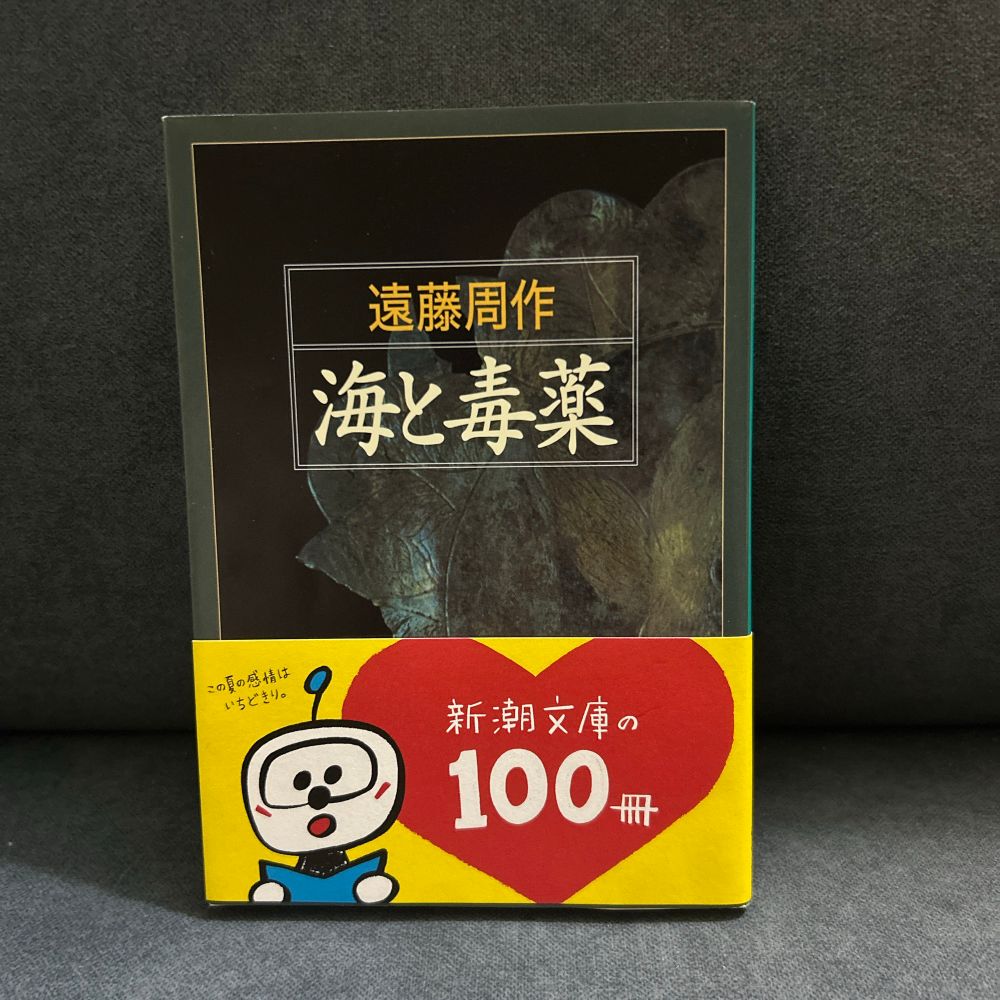 遠藤周作
海と毒薬
この夏の感情は
いちどきり。
新潮文庫の
100冊